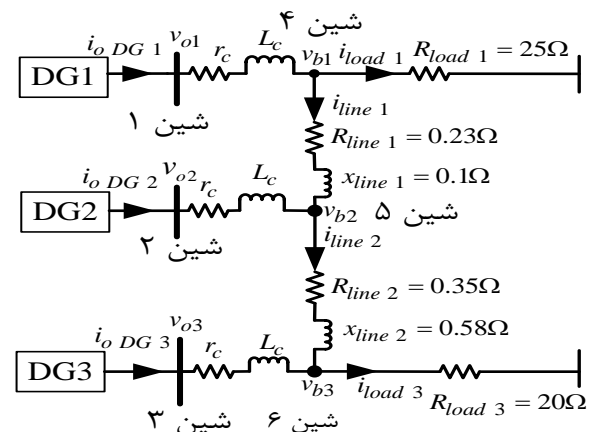 شین ۴
i_o DG 1 v_o1 r_c L_c v_b1 i_load 1 R_load 1 = 25Ω
DG1
شین ۱
i_line 1
R_line 1 = 0.23Ω
x_line 1 = 0.1Ω
i_o DG 2 v_o2 r_c L_c
DG2
v_b2 شین ۵
شین ۲
i_line 2
R_line 2 = 0.35Ω
x_line 2 = 0.58Ω
i_o DG 3 v_o3 r_c L_c
DG3
v_b3 i_load 3
R_load 3 = 20Ω
شین ۳ شین ۶